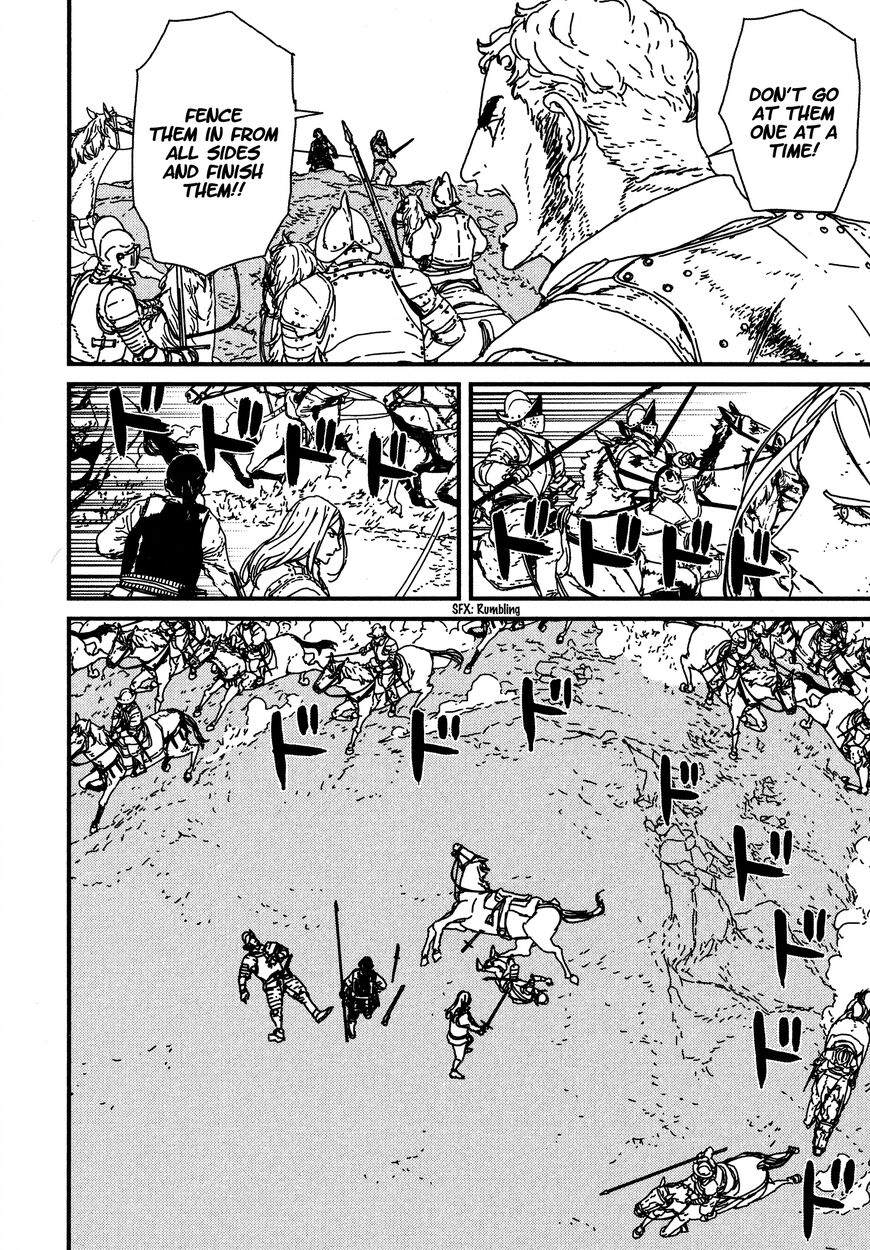 DON'T GO
AT THEM
ONE AT A
TIME!
FENCE
THEM IN FROM
ALL SIDES
AND FINISH
THEM!!
ド
ド
ド
ド
ド
ド
ド
ド
SFX: Rumbling
ド
ド
ド
ド
ド
ド
ド
ド